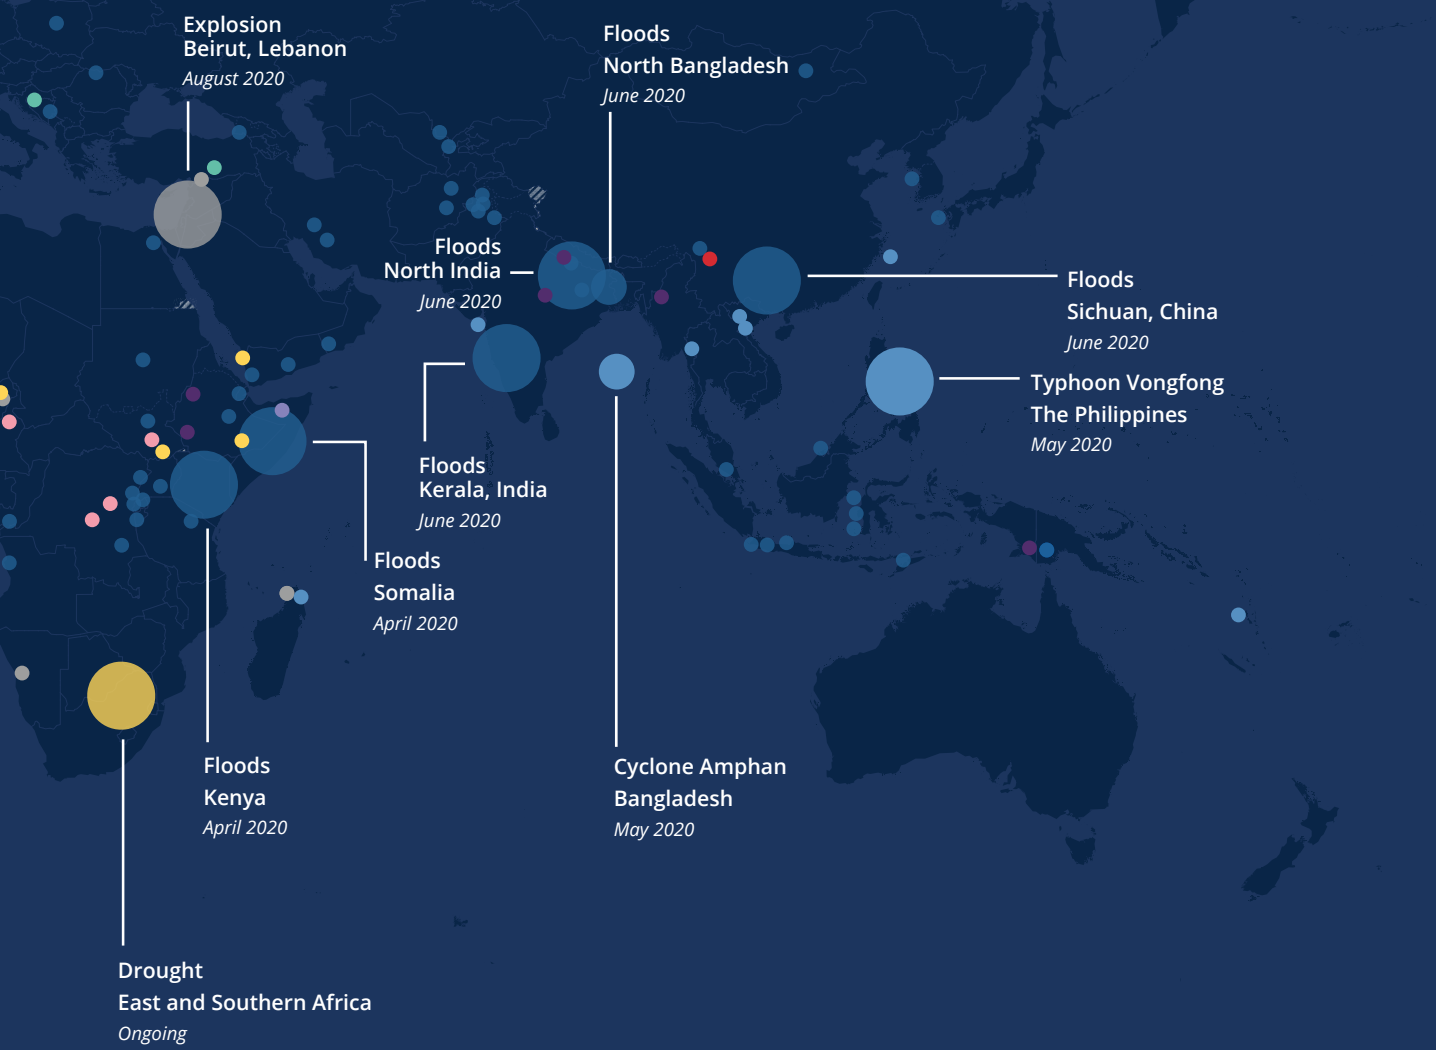 Explosion
Beirut, Lebanon
August 2020
Floods
North Bangladesh
June 2020
Floods
North India
June 2020
Floods
Sichuan, China
June 2020
Typhoon Vongfong
The Philippines
May 2020
Floods
Kerala, India
June 2020
Floods
Somalia
April 2020
Floods
Kenya
April 2020
Cyclone Amphan
Bangladesh
May 2020
Drought
East and Southern Africa
Ongoing